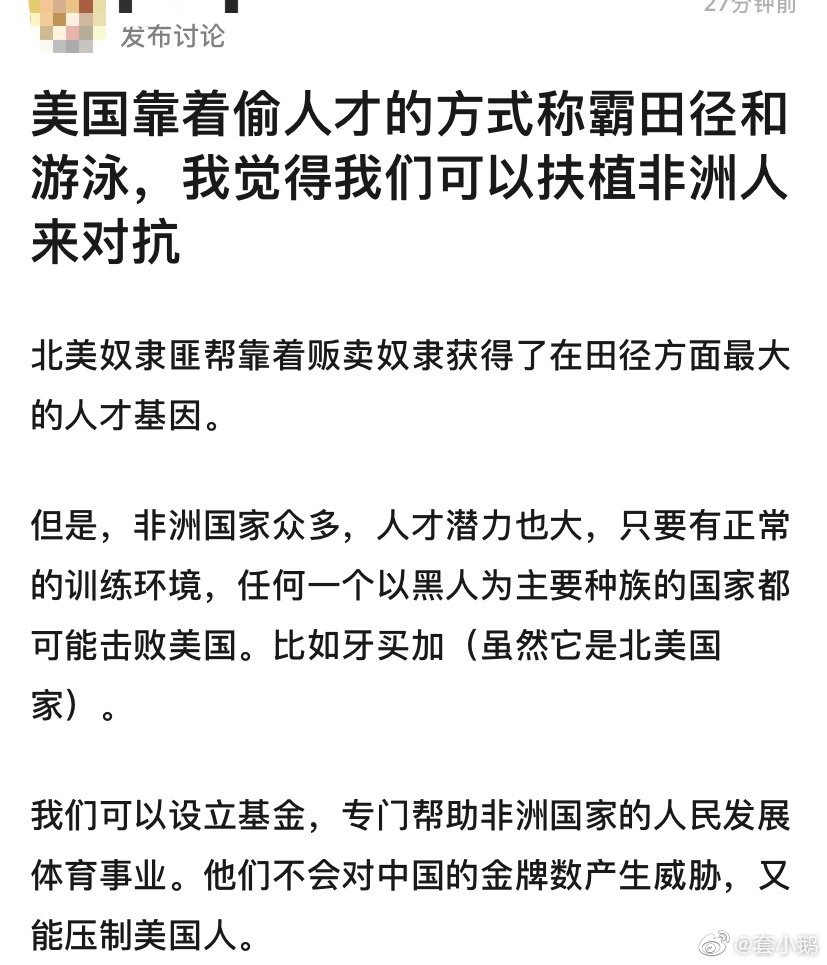 27分钟前
发布讨论
美国靠着偷人才的方式称霸田径和
游泳，我觉得我们可以扶植非洲人
来对抗
北美奴隶匪帮靠着贩卖奴隶获得了在田径方面最大
的人才基因。
但是，非洲国家众多，人才潜力也大，只要有正常
的训练环境，任何一个以黑人为主要种族的国家都
可能击败美国。比如牙买加（虽然它是北美国
家）。
我们可以设立基金，专门帮助非洲国家的人民发展
体育事业。他们不会对中国的金牌数产生威胁，又
能压制美国人。
@套小鹅